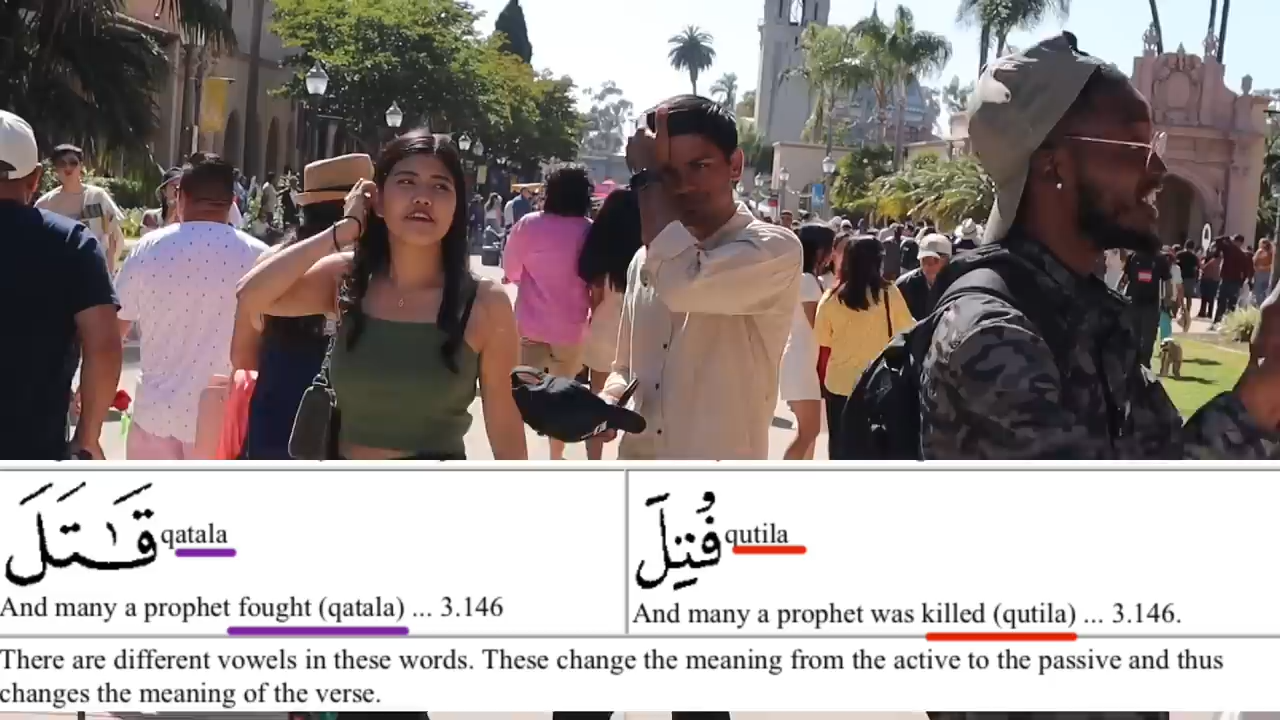 قَـٰتَلَ qatala
قُتِلَ qutila
And many a prophet fought (qatala) ... 3.146
And many a prophet was killed (qutila) ... 3.146.
There are different vowels in these words. These change the meaning from the active to the passive and thus
changes the meaning of the verse.